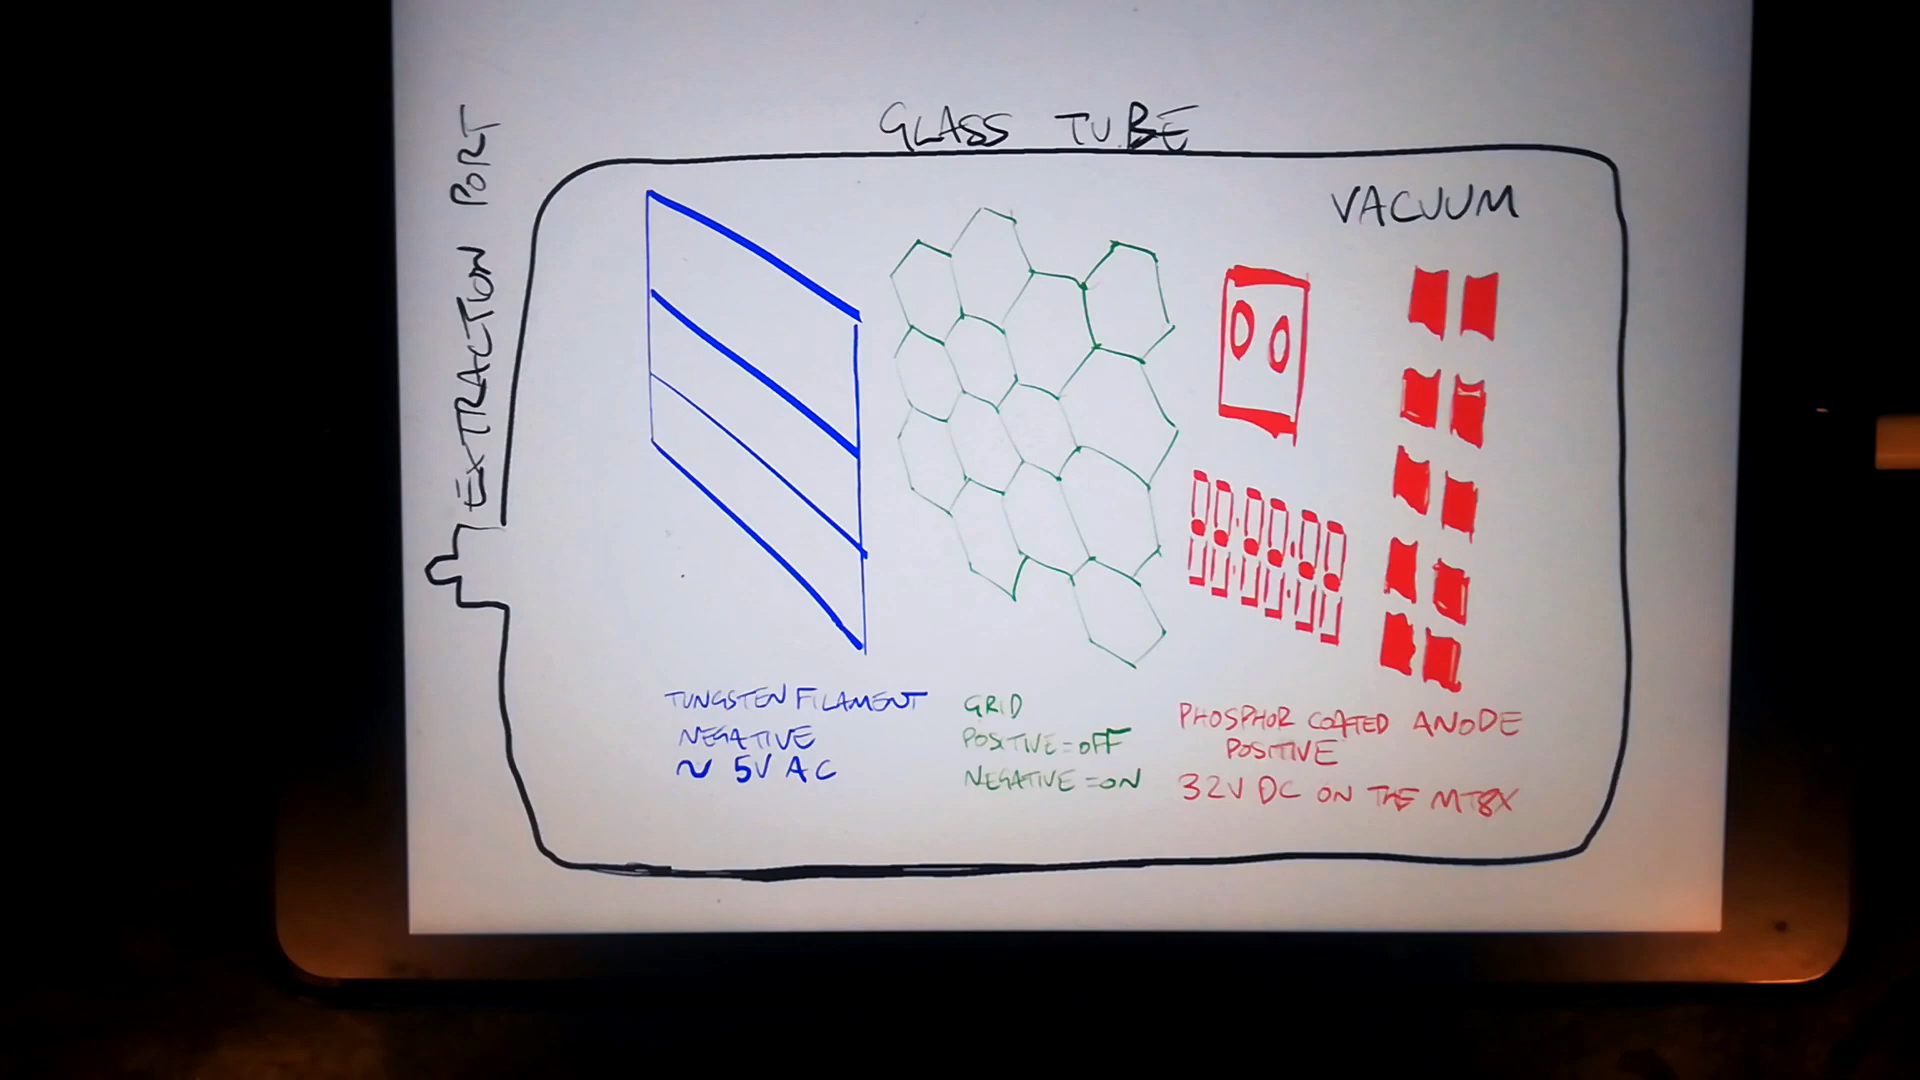 GLASS TUBE
EXTRACTION PORT
VACUUM
TUNGSTEN FILAMENT
NEGATIVE
~ 5V AC
GRID
POSITIVE=OFF
NEGATIVE=ON
PHOSPHOR COATED ANODE
POSITIVE
32V DC ON THE MT8X